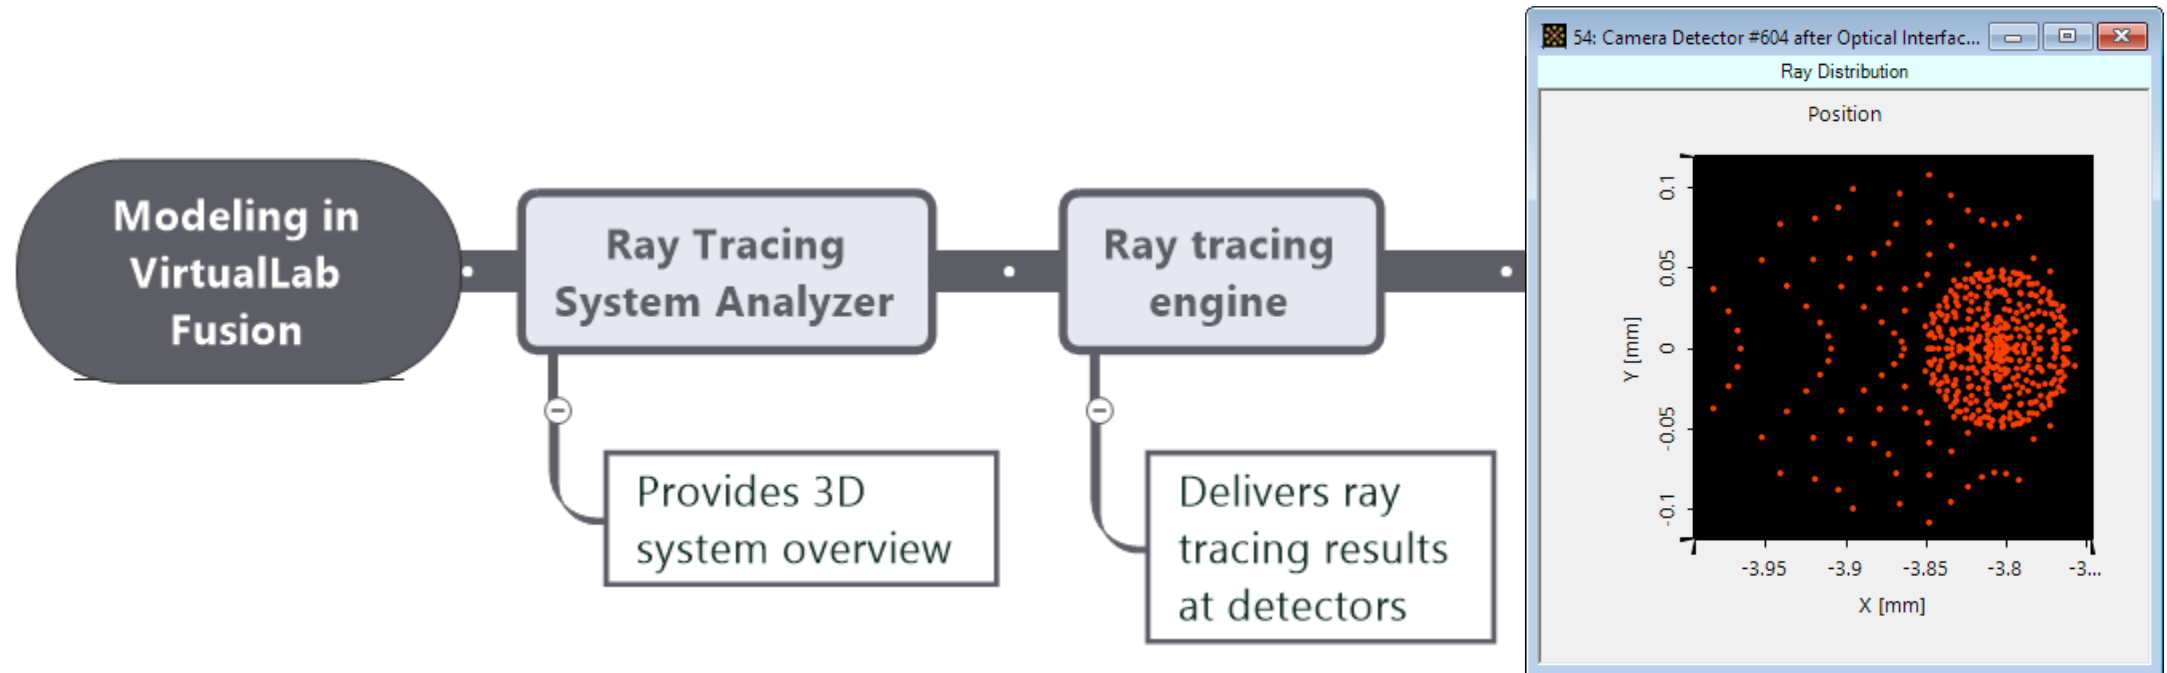 Modeling in
VirtualLab
Fusion
Ray Tracing
System Analyzer
Provides 3D
system overview
Ray tracing
engine
Delivers ray
tracing results
at detectors
54: Camera Detector #604 after Optical Interfac...
Ray Distribution
Position
Y [mm]
0.1
0.05
0
-0.05
-0.1
-3.95 -3.9 -3.85 -3.8 -3...
X [mm]